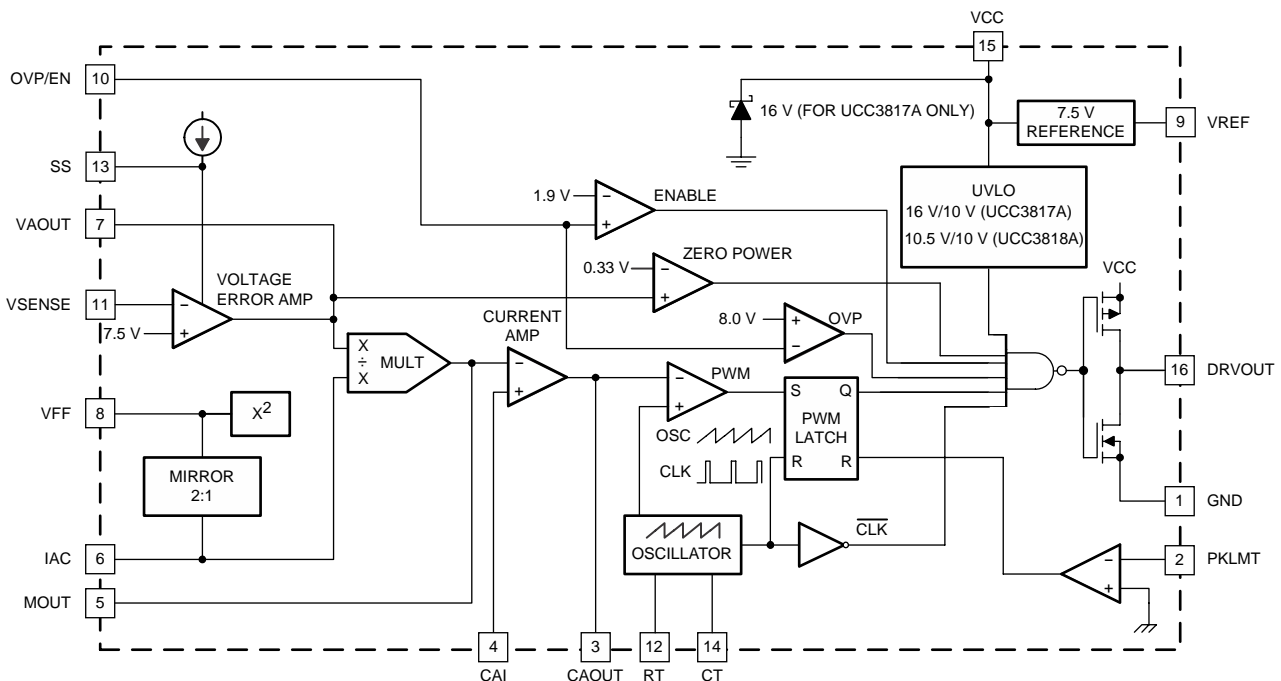 VCC
15
OVP/EN
10
16 V (FOR UCC3817A ONLY)
7.5 V
REFERENCE
9
VREF
SS
13
1.9 V
−
+
ENABLE
UVLO
16 V/10 V (UCC3817A)
10.5 V/10 V (UCC3818A)
VAOUT
7
0.33 V
−
+
ZERO POWER
VCC
VOLTAGE
ERROR AMP
VSENSE
11
−
7.5 V
+
CURRENT
AMP
8.0 V
+
−
OVP
X
÷
X
MULT
−
+
−
+
PWM
16
DRVOUT
VFF
8
X2
S
Q
PWM
LATCH
R
R
OSC
CLK
MIRROR
2:1
1
GND
OSCILLATOR
CLK
IAC
6
−
+
2
PKLMT
MOUT
5
4
3
12
14
CAI
CAOUT
RT
CT